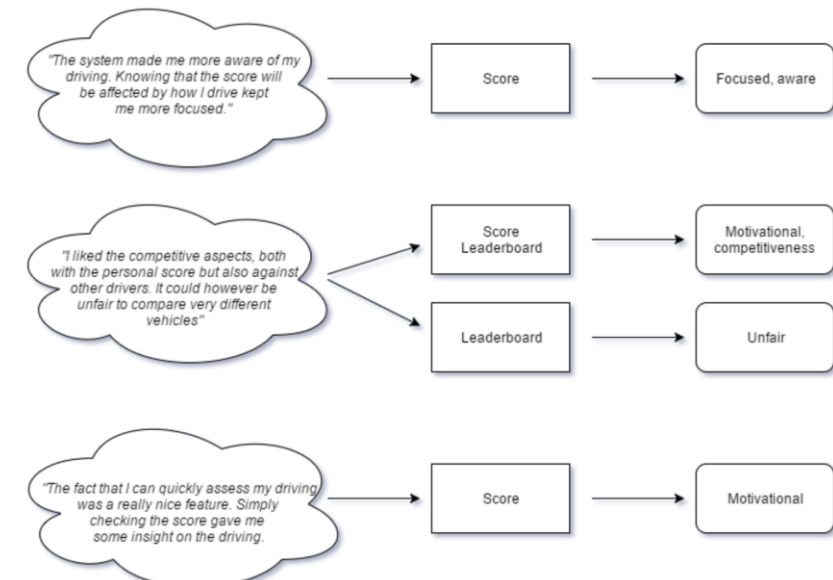 "The system made me more aware of my
driving. Knowing that the score will
be affected by how I drive kept
me more focused."
Score
Focused, aware
"I liked the competitive aspects, both
with the personal score but also against
other drivers. It could however be
unfair to compare very different
vehicles"
Score
Leaderboard
Motivational,
competitiveness
Leaderboard
Unfair
"The fact that I can quickly assess my driving
was a really nice feature. Simply
checking the score gave me
some insight on the driving.
Score
Motivational